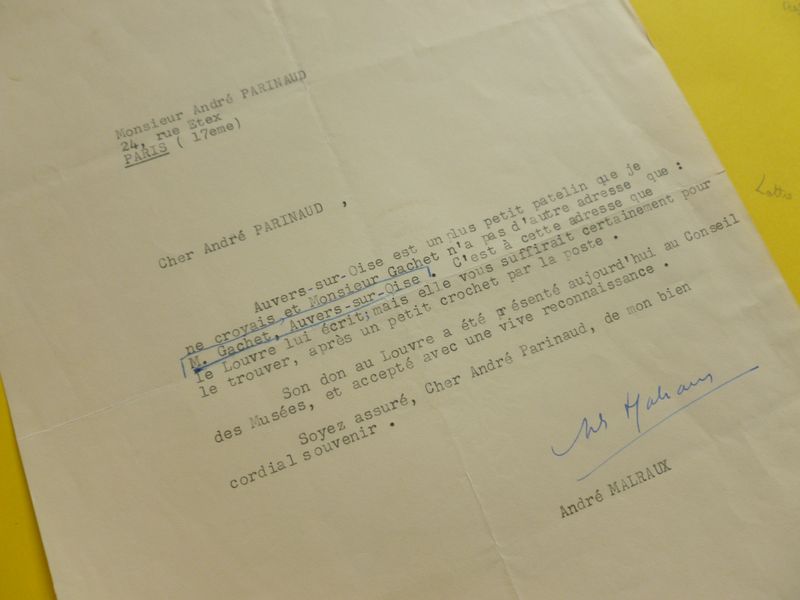 Monsieur André PARINAUD
24, rue Etex
PARIS ( 17eme)
Cher André PARINAUD ,
Auvers-sur-Oise est un plus petit patelin que je
ne croyais et Monsieur Gachet n'a pas d'autre adresse que :
M. Gachet, Auvers-sur-Oise . C'est à cette adresse que
le Louvre lui écrit; mais elle vous suffirait certainement pour
le trouver, après un petit crochet par la poste .
Son don au Louvre a été présenté aujourd'hui au Conseil
des Musées, et accepté avec une vive reconnaissance .
Soyez assuré, Cher André Parinaud, de mon bien
cordial souvenir .
André MALRAUX